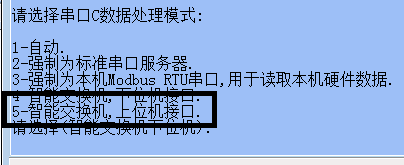 请选择串口C数据处理模式:
1-自动.
2-强制为标准串口服务器.
3-强制为本机Modbus RTU串口,用于读取本机硬件数据.
4-智能交换机,下位机接口.
5-智能交换机,上位机接口.
请选择(智能交换机下位机):